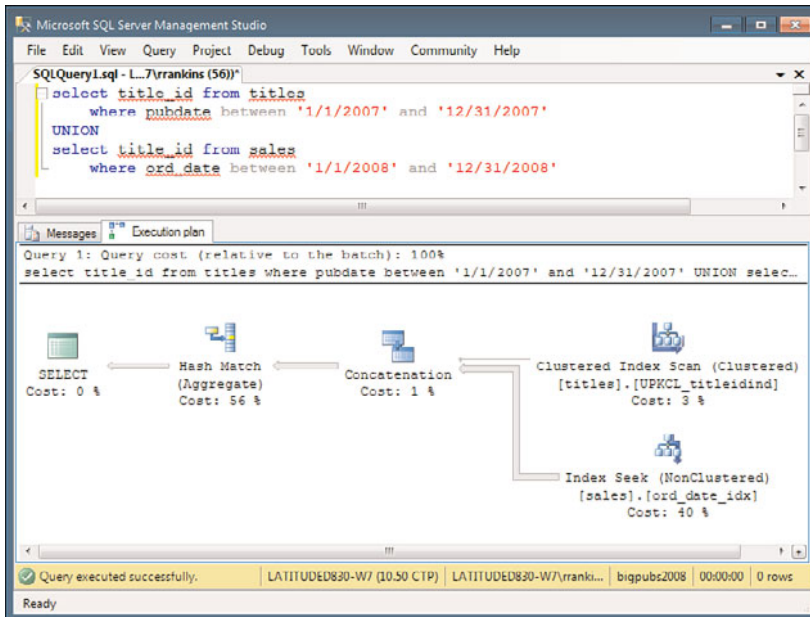 Microsoft SQL Server Management Studio
File Edit View Query Project Debug Tools Window Community Help
SQLQuery1.sql - L...7\rrankins (56))*
select title_id from titles
where pubdate between '1/1/2007' and '12/31/2007'
UNION
select title_id from sales
where ord_date between '1/1/2008' and '12/31/2008'
Messages Execution plan
Query 1: Query cost (relative to the batch): 100%
select title_id from titles where pubdate between '1/1/2007' and '12/31/2007' UNION selec...
SELECT
Cost: 0 %
Hash Match
(Aggregate)
Cost: 56 %
Concatenation
Cost: 1 %
Clustered Index Scan (Clustered)
[titles].[UPKCL_titleidind]
Cost: 3 %
Index Seek (NonClustered)
[sales].[ord_date_idx]
Cost: 40 %
Query executed successfully. LATITUDED830-W7 (10.50 CTP) LATITUDED830-W7\rranki... bigpubs2008 00:00:00 0 rows
Ready